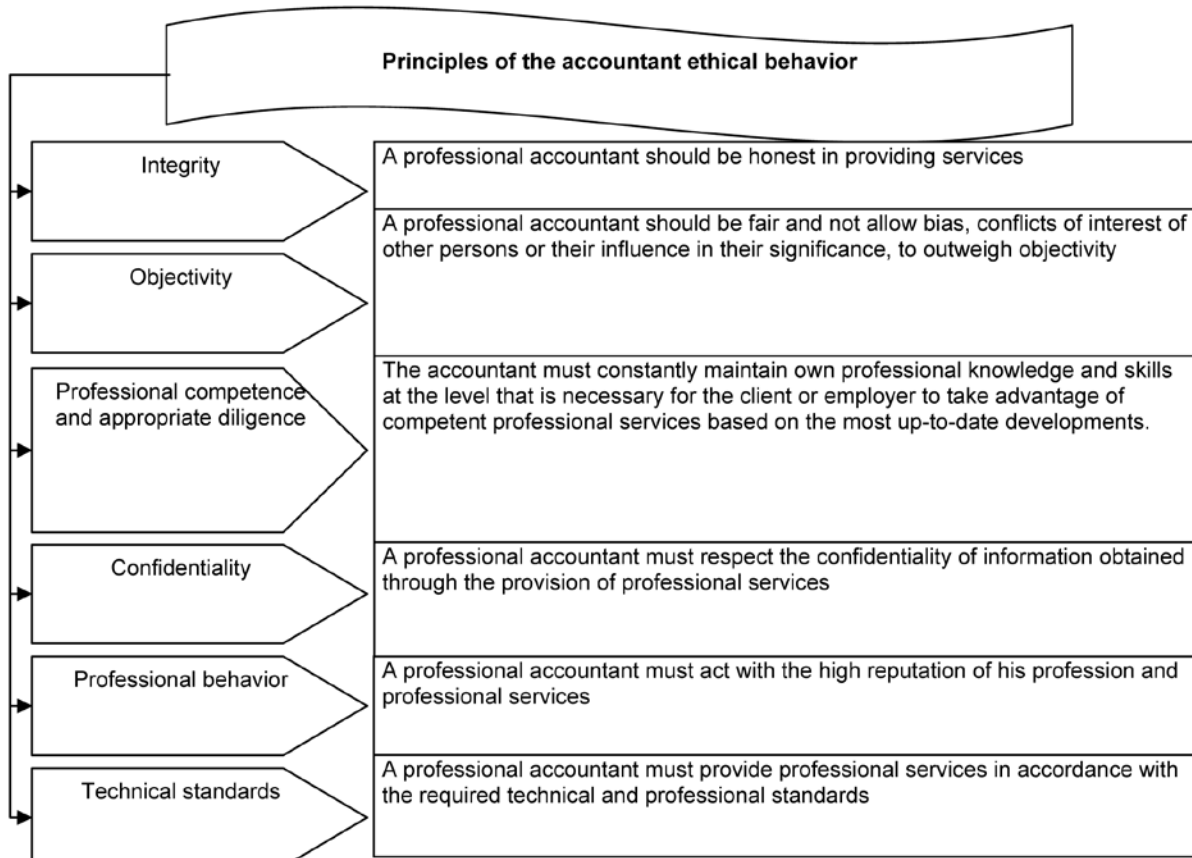 Principles of the accountant ethical behavior
Integrity
A professional accountant should be honest in providing services
Objectivity
A professional accountant should be fair and not allow bias, conflicts of interest of
other persons or their influence in their significance, to outweigh objectivity
Professional competence
and appropriate diligence
The accountant must constantly maintain own professional knowledge and skills
at the level that is necessary for the client or employer to take advantage of
competent professional services based on the most up-to-date developments.
Confidentiality
A professional accountant must respect the confidentiality of information obtained
through the provision of professional services
Professional behavior
A professional accountant must act with the high reputation of his profession and
professional services
Technical standards
A professional accountant must provide professional services in accordance with
the required technical and professional standards